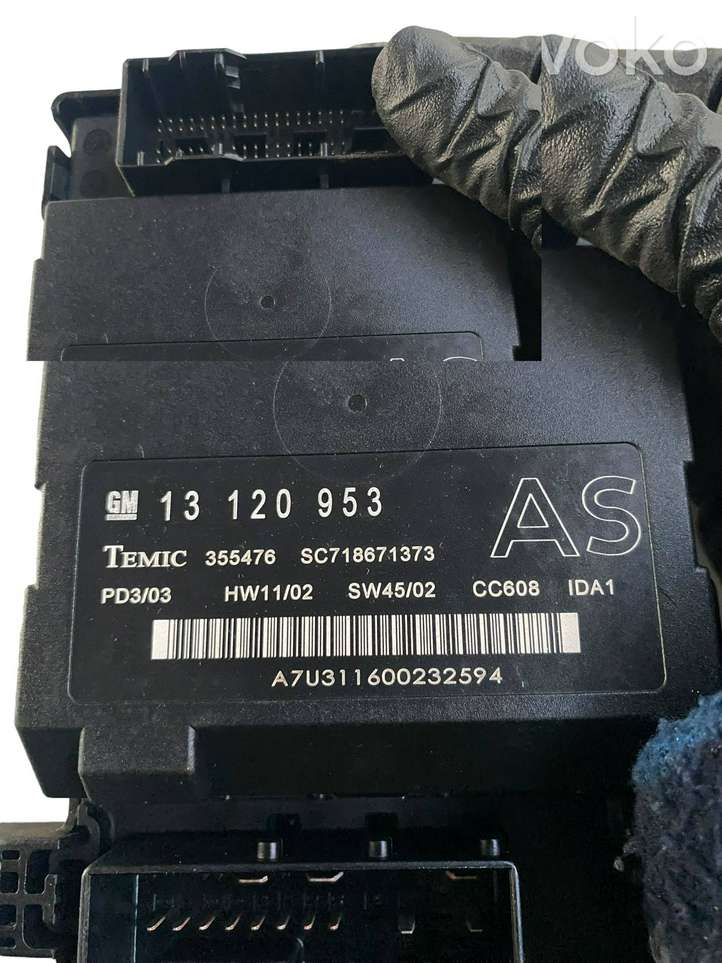 voko
GM 13 120 953 AS
TEMIC 355476 SC718671373
PD3/03 HW11/02 SW45/02 CC608 IDA1
A7U311600232594